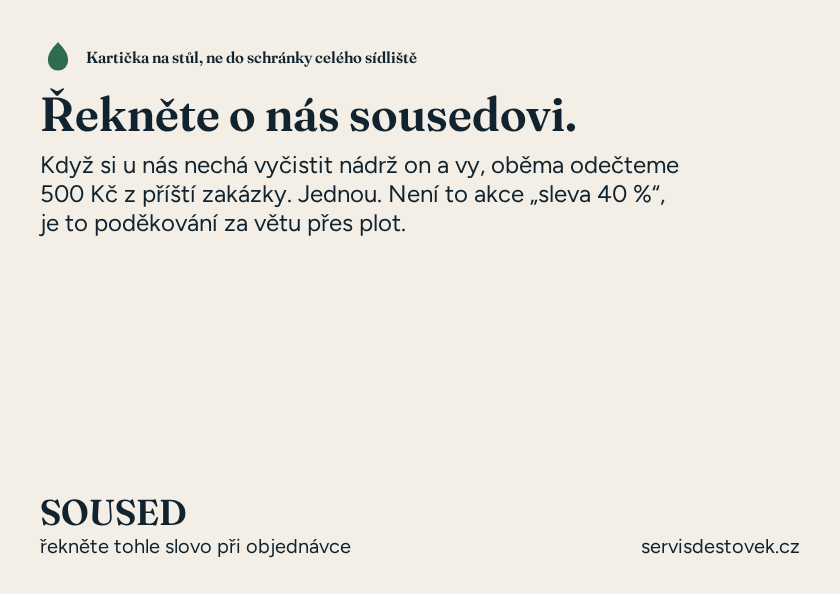 Kartička na stůl, ne do schránky celého sídliště
Řekněte o nás sousedovi.
Když si u nás nechá vyčistit nádrž on a vy, oběma odečteme
500 Kč z příští zakázky. Jednou. Není to akce „sleva 40 %“,
je to poděkování za větu přes plot.
SOUSED
řekněte tohle slovo při objednávce
servisdestovek.cz